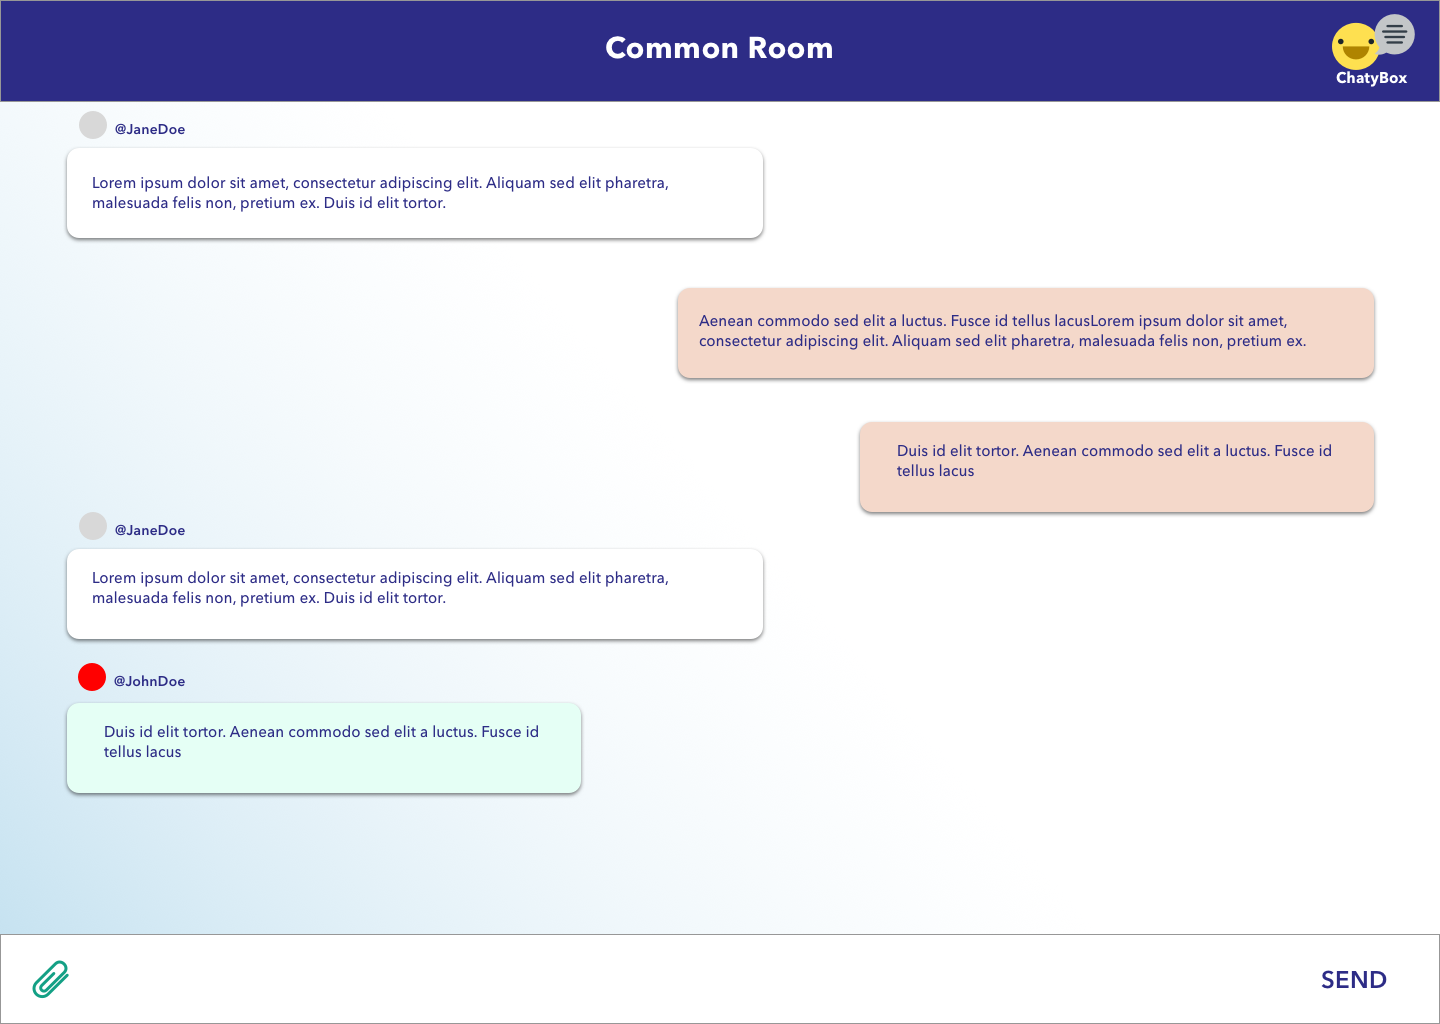 Common Room
ChatyBox
@JaneDoe
Lorem ipsum dolor sit amet, consectetur adipiscing elit. Aliquam sed elit pharetra,
malesuada felis non, pretium ex. Duis id elit tortor.
Aenean commodo sed elit a luctus. Fusce id tellus lacusLorem ipsum dolor sit amet,
consectetur adipiscing elit. Aliquam sed elit pharetra, malesuada felis non, pretium ex.
Duis id elit tortor. Aenean commodo sed elit a luctus. Fusce id
tellus lacus
@JaneDoe
Lorem ipsum dolor sit amet, consectetur adipiscing elit. Aliquam sed elit pharetra,
malesuada felis non, pretium ex. Duis id elit tortor.
@JohnDoe
Duis id elit tortor. Aenean commodo sed elit a luctus. Fusce id
tellus lacus
SEND